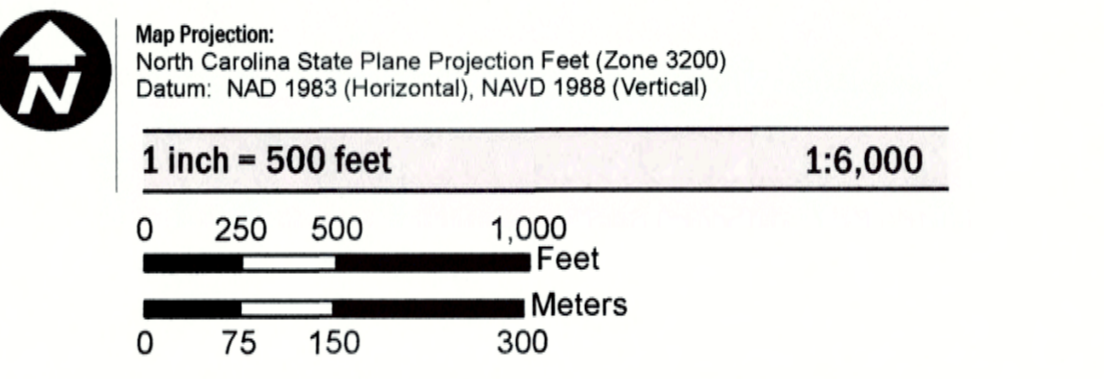 N
Map Projection:
North Carolina State Plane Projection Feet (Zone 3200)
Datum: NAD 1983 (Horizontal), NAVD 1988 (Vertical)
1 inch = 500 feet 1:6,000
0 250 500 1,000
Feet
Meters
0 75 150 300